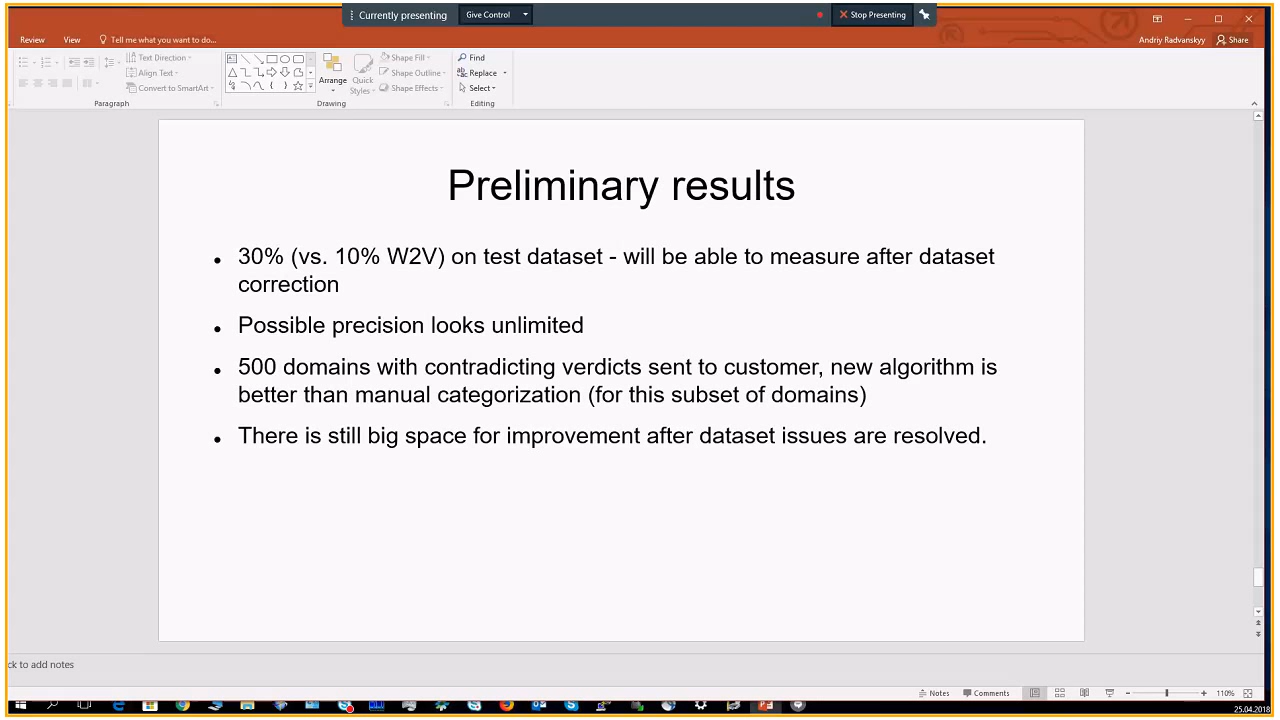 Currently presenting
Give Control
Stop Presenting
Review
View
Tell me what you want to do...
Andriy Radvanskyy
Share
Text Direction
Align Text
Convert to SmartArt
Paragraph
Arrange
Quick
Styles
Shape Fill
Shape Outline
Shape Effects
Drawing
Find
Replace
Select
Editing
Preliminary results
• 30% (vs. 10% W2V) on test dataset - will be able to measure after dataset
correction
• Possible precision looks unlimited
• 500 domains with contradicting verdicts sent to customer, new algorithm is
better than manual categorization (for this subset of domains)
• There is still big space for improvement after dataset issues are resolved.
ck to add notes
Notes
Comments
110%
25.04.2018